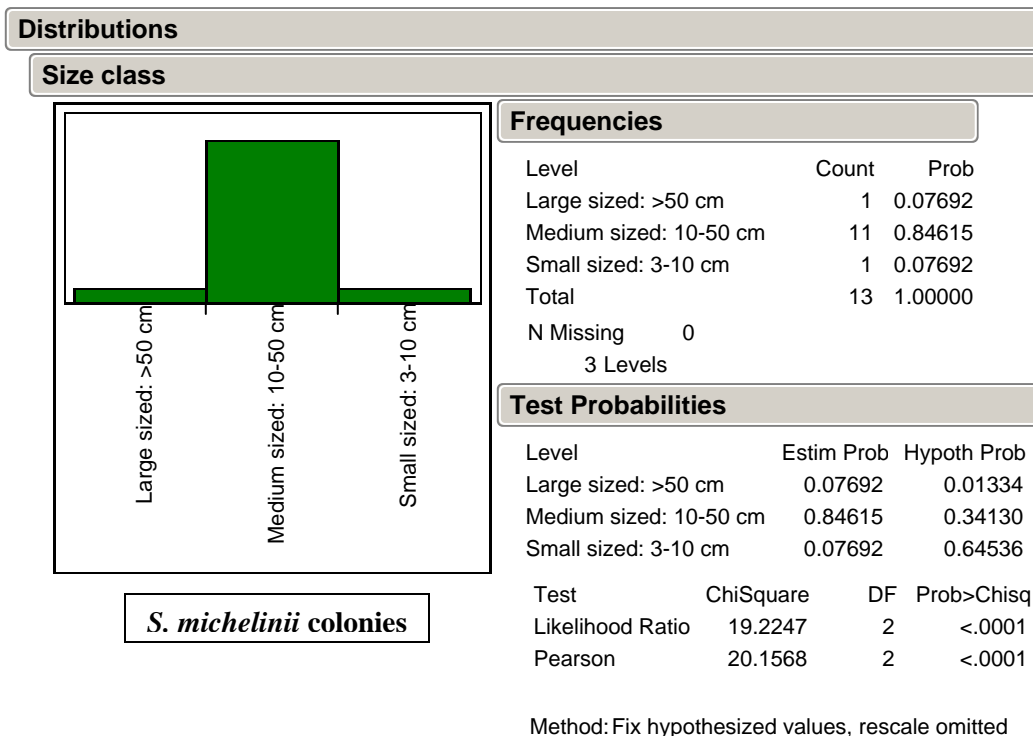 Distributions
Size class
Large sized: >50 cm
Medium sized: 10-50 cm
Small sized: 3-10 cm
S. michelinii colonies
Frequencies
Level Count Prob
Large sized: >50 cm 1 0.07692
Medium sized: 10-50 cm 11 0.84615
Small sized: 3-10 cm 1 0.07692
Total 13 1.00000
N Missing 0
3 Levels
Test Probabilities
Level Estim Prob Hypoth Prob
Large sized: >50 cm 0.07692 0.01334
Medium sized: 10-50 cm 0.84615 0.34130
Small sized: 3-10 cm 0.07692 0.64536
Test ChiSquare DF Prob>Chisq
Likelihood Ratio 19.2247 2 <.0001
Pearson 20.1568 2 <.0001
Method: Fix hypothesized values, rescale omitted